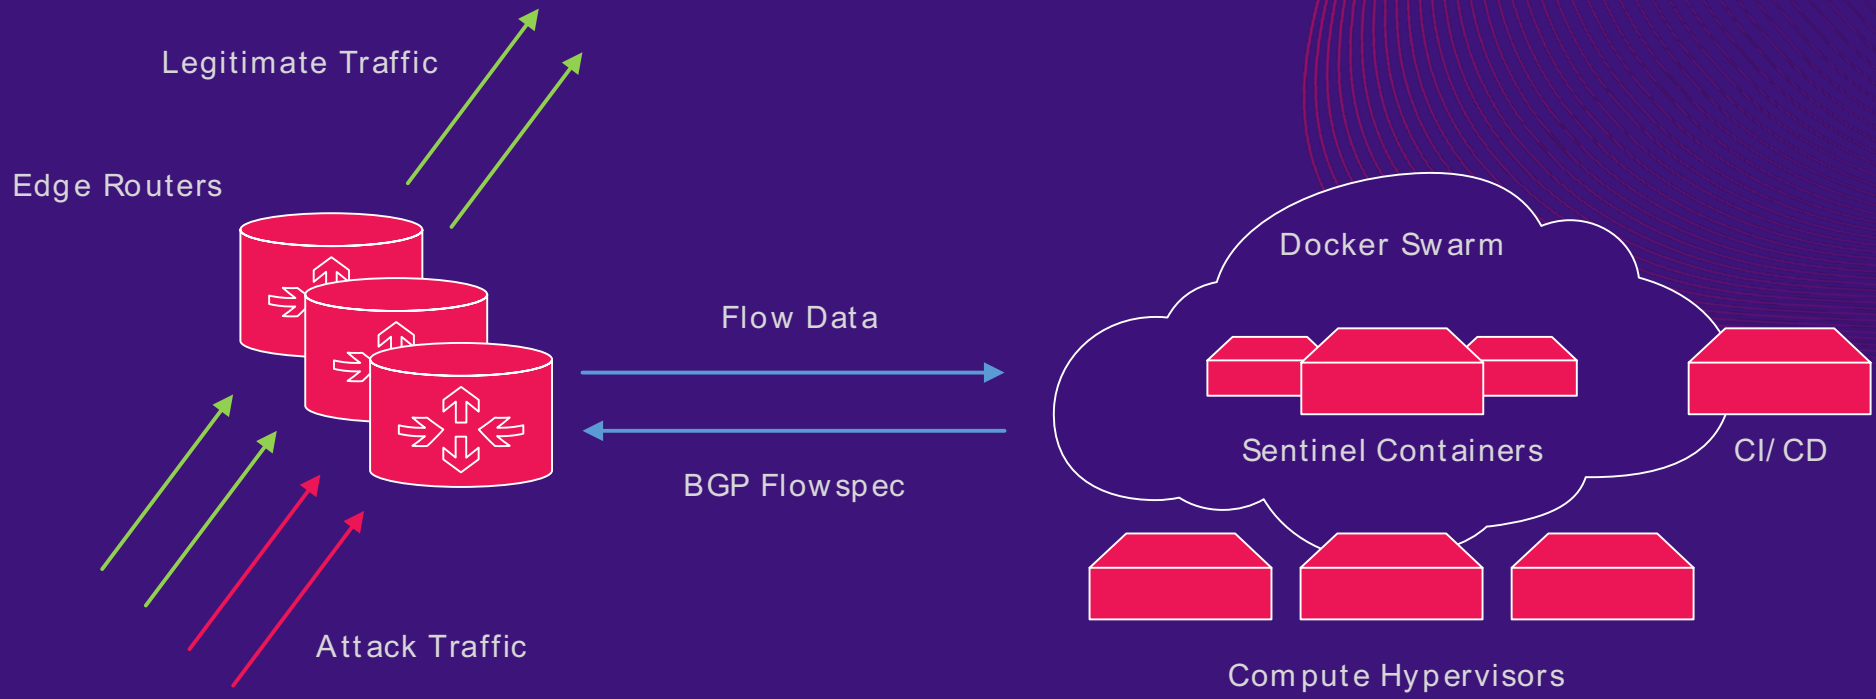 Legitimate Traffic
Edge Routers
Docker Swarm
Flow Data
Sentinel Containers
CI/CD
BGP Flowspec
Attack Traffic
Compute Hypervisors